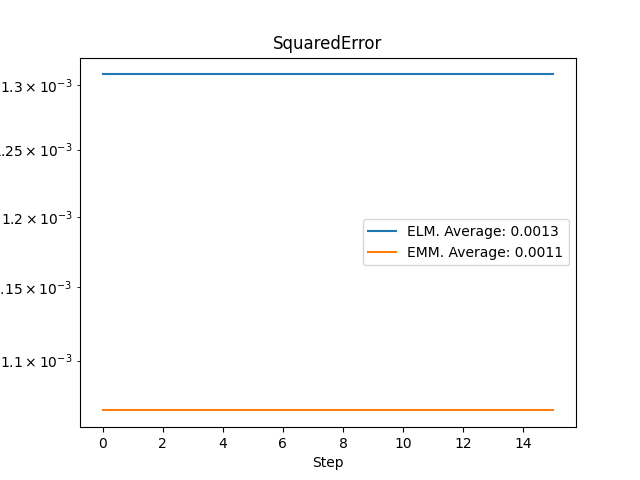 SquaredError
1.3 × 10⁻³
.25 × 10⁻³
1.2 × 10⁻³
.15 × 10⁻³
1.1 × 10⁻³
ELM. Average: 0.0013
EMM. Average: 0.0011
0 2 4 6 8 10 12 14
Step